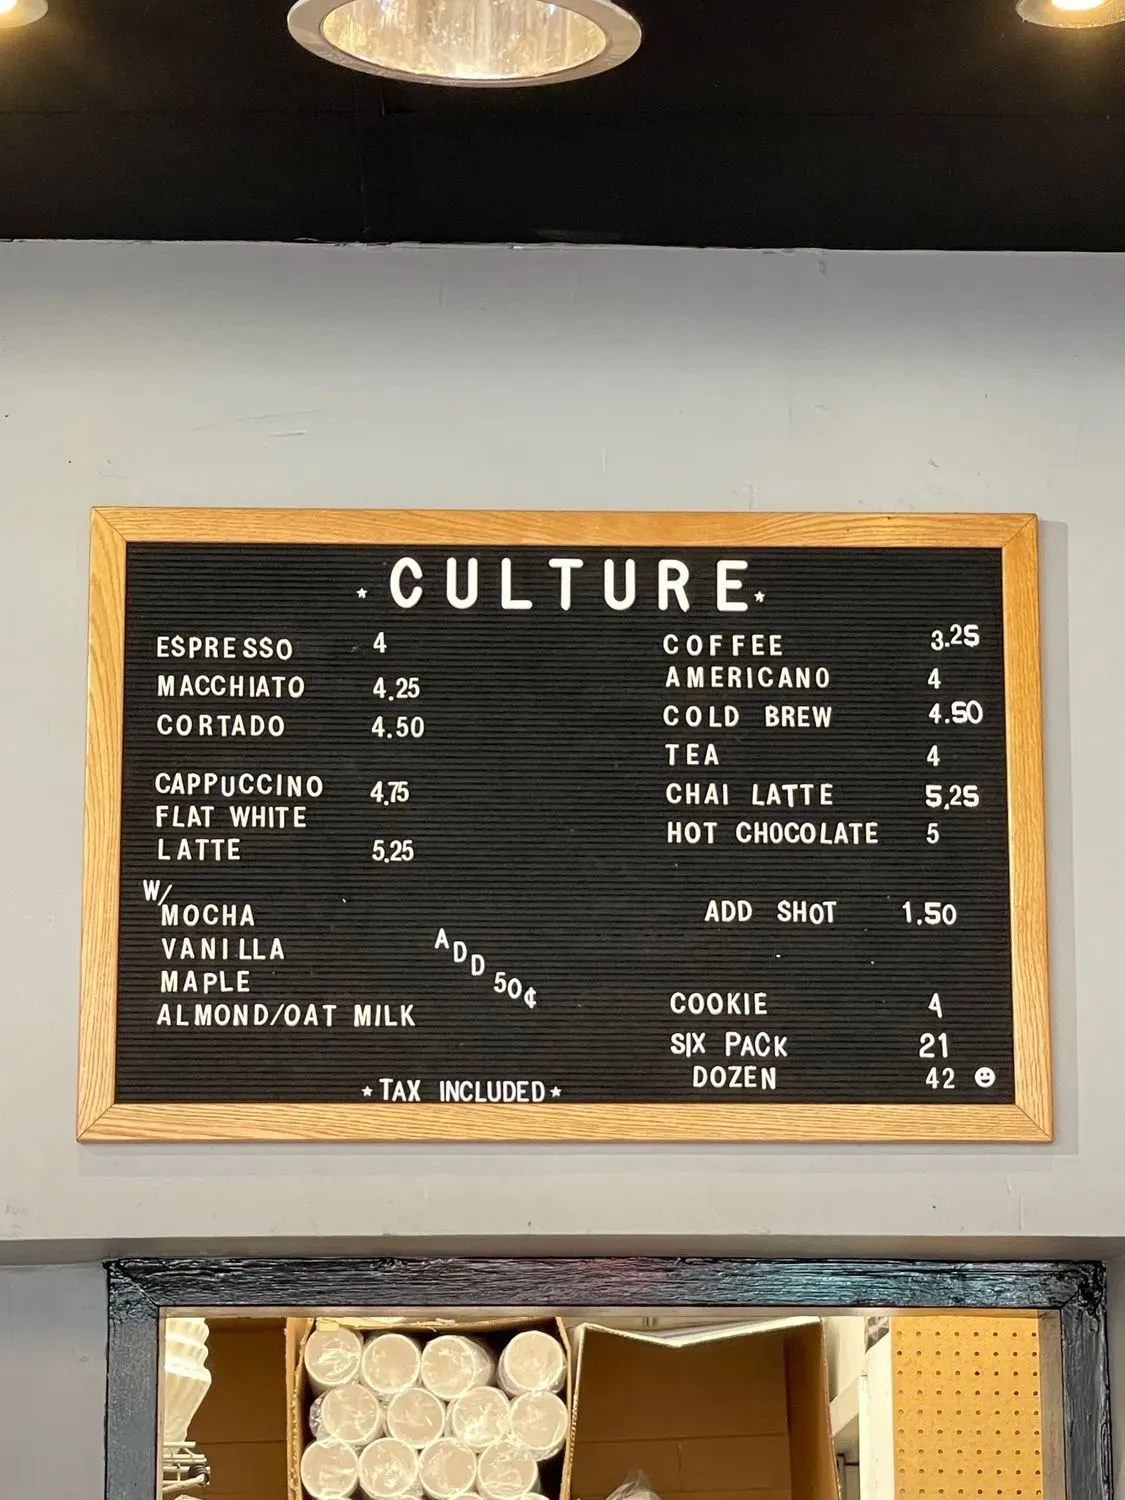 CULTURE
ESPRESSO 4
MACCHIATO 4.25
CORTADO 4.50
CAPPUCCINO 4.75
FLAT WHITE
LATTE 5.25
W/
MOCHA
VANILLA
MAPLE
ALMOND/OAT MILK
ADD 50¢
COFFEE 3.25
AMERICANO 4
COLD BREW 4.50
TEA 4
CHAI LATTE 5.25
HOT CHOCOLATE 5
ADD SHOT 1.50
COOKIE 4
SIX PACK 21
DOZEN 42
TAX INCLUDED